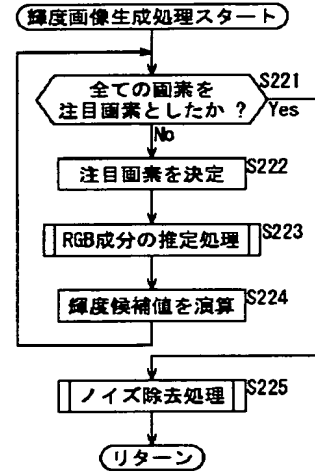 輝度画像生成処理スタート
S221
全ての画素を
注目画素としたか ?
Yes
No
注目画素を決定
S222
RGB成分の推定処理
S223
輝度候補値を演算
S224
ノイズ除去処理
S225
リターン